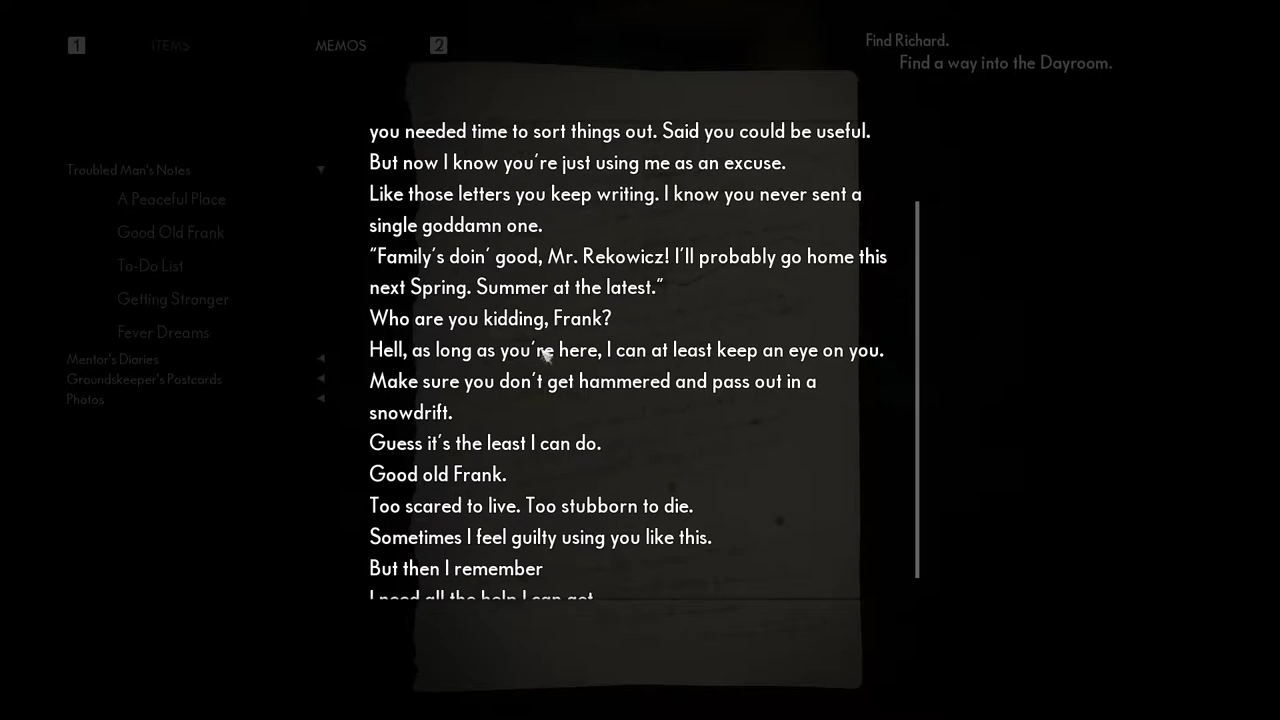 1
ITEMS
MEMOS
2
Find Richard.
Find a way into the Dayroom.
Troubled Man's Notes
A Peaceful Place
Good Old Frank
To-Do List
Getting Stronger
Fever Dreams
Mentor's Diaries
Groundskeeper's Postcards
Photos
you needed time to sort things out. Said you could be useful.
But now I know you're just using me as an excuse.
Like those letters you keep writing. I know you never sent a
single goddamn one.
"Family's doin' good, Mr. Rekowicz! I'll probably go home this
next Spring. Summer at the latest."
Who are you kidding, Frank?
Hell, as long as you're here, I can at least keep an eye on you.
Make sure you don't get hammered and pass out in a
snowdrift.
Guess it's the least I can do.
Good old Frank.
Too scared to live. Too stubborn to die.
Sometimes I feel guilty using you like this.
But then I remember
I need all the help I can get